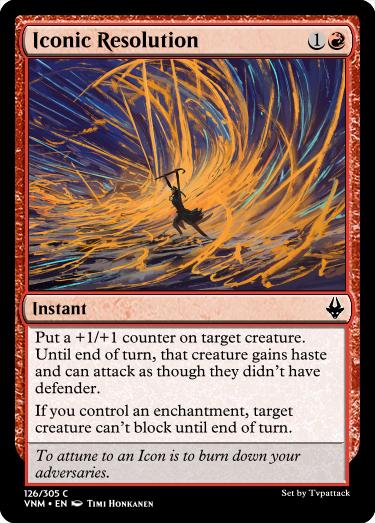 Iconic Resolution 1
Instant
Put a +1/+1 counter on target creature.
Until end of turn, that creature gains haste
and can attack as though they didn't have
defender.
If you control an enchantment, target
creature can't block until end of turn.
To attune to an Icon is to burn down your
adversaries.
126/305 C
Set by Tvpattack
VNM • EN Timi Honkanen